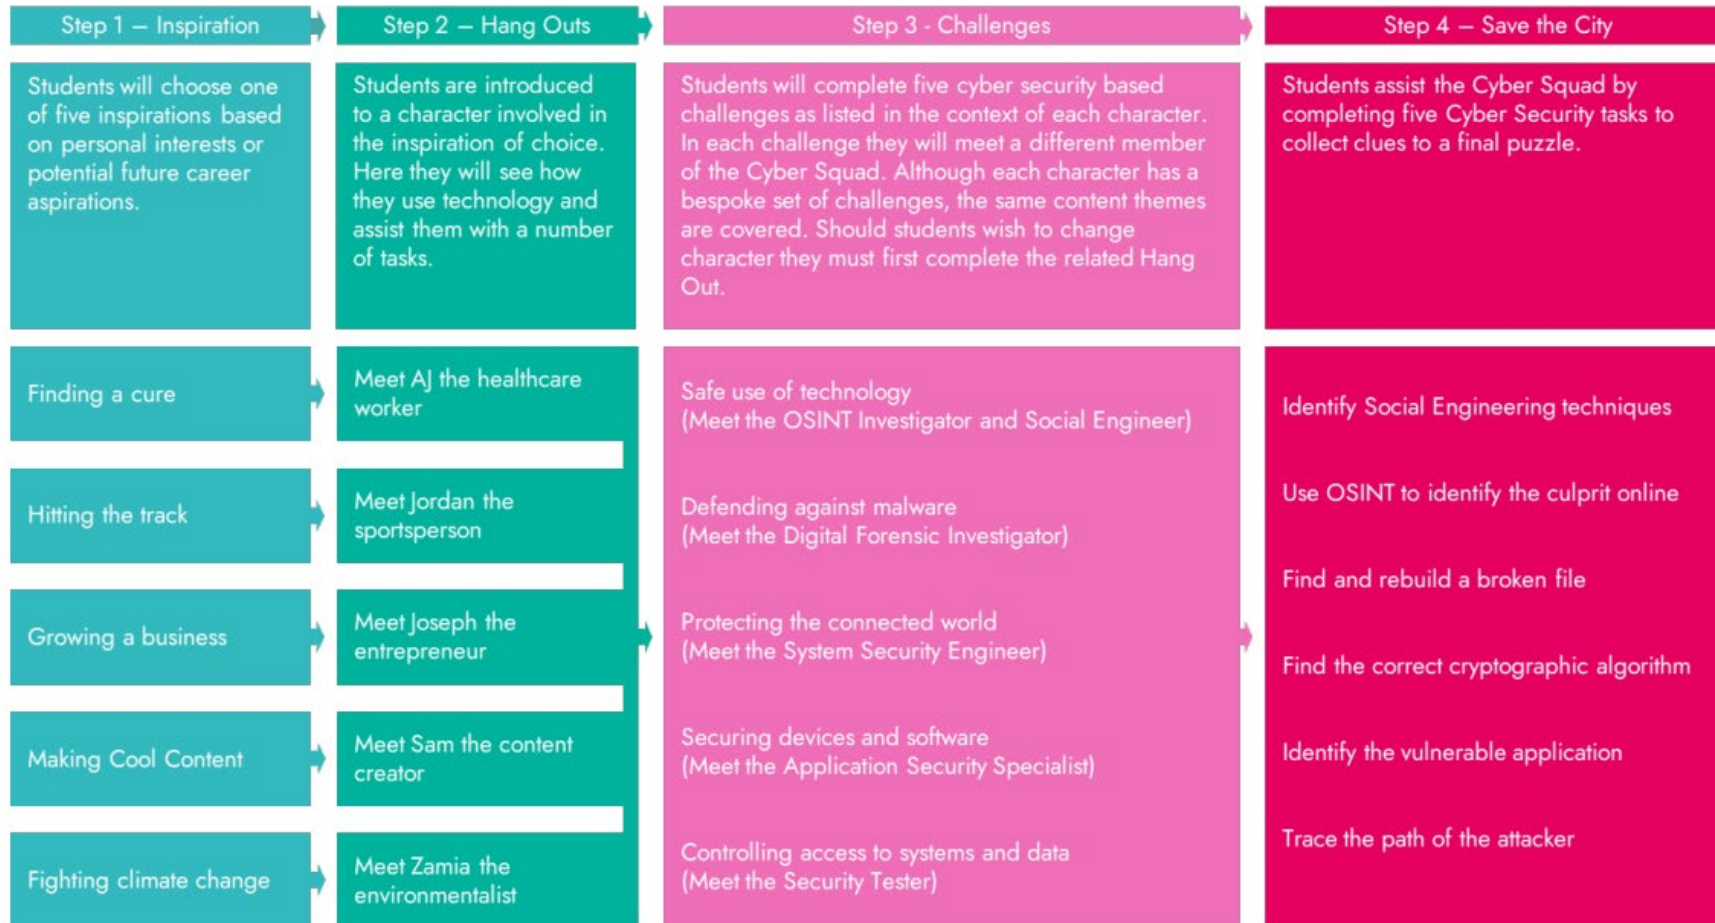 Step 1 – Inspiration
Step 2 – Hang Outs
Step 3 - Challenges
Step 4 – Save the City
Students will choose one
of five inspirations based
on personal interests or
potential future career
aspirations.
Students are introduced
to a character involved in
the inspiration of choice.
Here they will see how
they use technology and
assist them with a number
of tasks.
Students will complete five cyber security based
challenges as listed in the context of each character.
In each challenge they will meet a different member
of the Cyber Squad. Although each character has a
bespoke set of challenges, the same content themes
are covered. Should students wish to change
character they must first complete the related Hang
Out.
Students assist the Cyber Squad by
completing five Cyber Security tasks to
collect clues to a final puzzle.
Finding a cure
Hitting the track
Growing a business
Making Cool Content
Fighting climate change
Meet AJ the healthcare
worker
Meet Jordan the
sportsperson
Meet Joseph the
entrepreneur
Meet Sam the content
creator
Meet Zamia the
environmentalist
Safe use of technology
(Meet the OSINT Investigator and Social Engineer)
Defending against malware
(Meet the Digital Forensic Investigator)
Protecting the connected world
(Meet the System Security Engineer)
Securing devices and software
(Meet the Application Security Specialist)
Controlling access to systems and data
(Meet the Security Tester)
Identify Social Engineering techniques
Use OSINT to identify the culprit online
Find and rebuild a broken file
Find the correct cryptographic algorithm
Identify the vulnerable application
Trace the path of the attacker